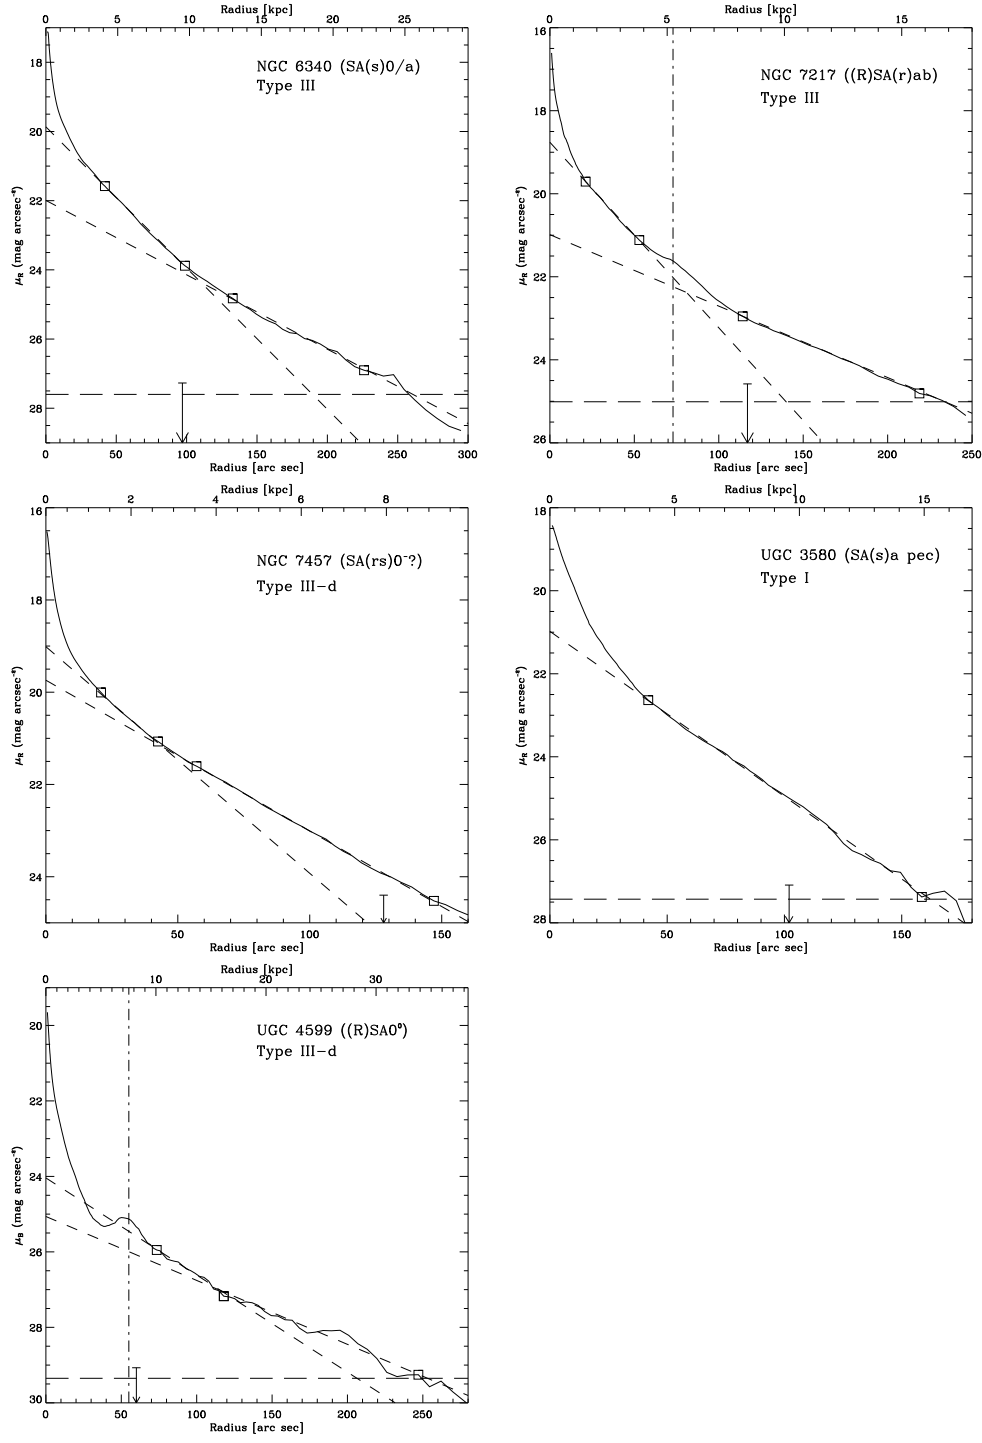 Radius [kpc]
0 5 10 15 20 25
NGC 6340 (SA(s)0/a)
Type III
μR (mag arcsec⁻²)
18
20
22
24
26
28
0 50 100 150 200 250 300
Radius [arc sec]
Radius [kpc]
0 5 10 15
NGC 7217 ((R)SA(r)ab)
Type III
μR (mag arcsec⁻²)
16
18
20
22
24
26
0 50 100 150 200 250
Radius [arc sec]
Radius [kpc]
0 2 4 6 8
NGC 7457 (SA(rs)0⁻?)
Type III-d
μR (mag arcsec⁻²)
16
18
20
22
24
0 50 100 150
Radius [arc sec]
Radius [kpc]
0 5 10 15
UGC 3580 (SA(s)a pec)
Type I
μR (mag arcsec⁻²)
18
20
22
24
26
28
0 50 100 150
Radius [arc sec]
Radius [kpc]
0 10 20 30
UGC 4599 ((R)SA0⁰)
Type III-d
μB (mag arcsec⁻²)
20
22
24
26
28
30
0 50 100 150 200 250
Radius [arc sec]